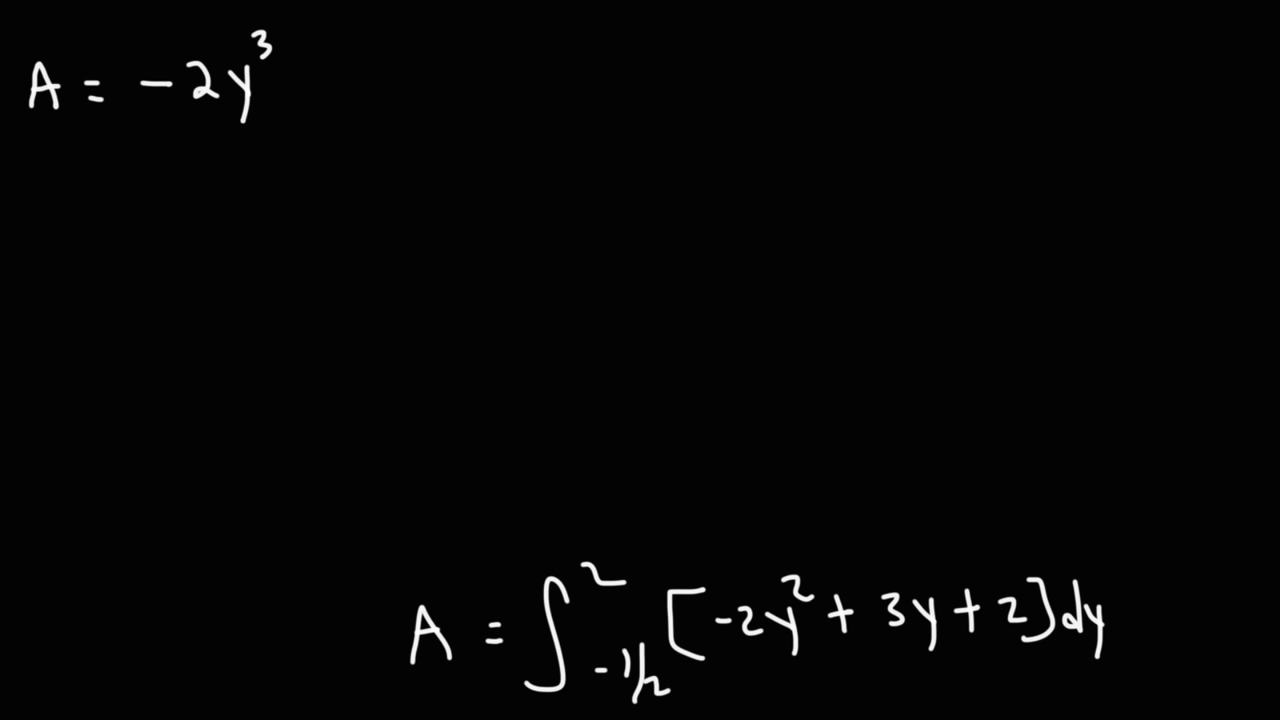 A = -2y³
A = ∫_{-1/2}^{2} [-2y² + 3y + 2] dy